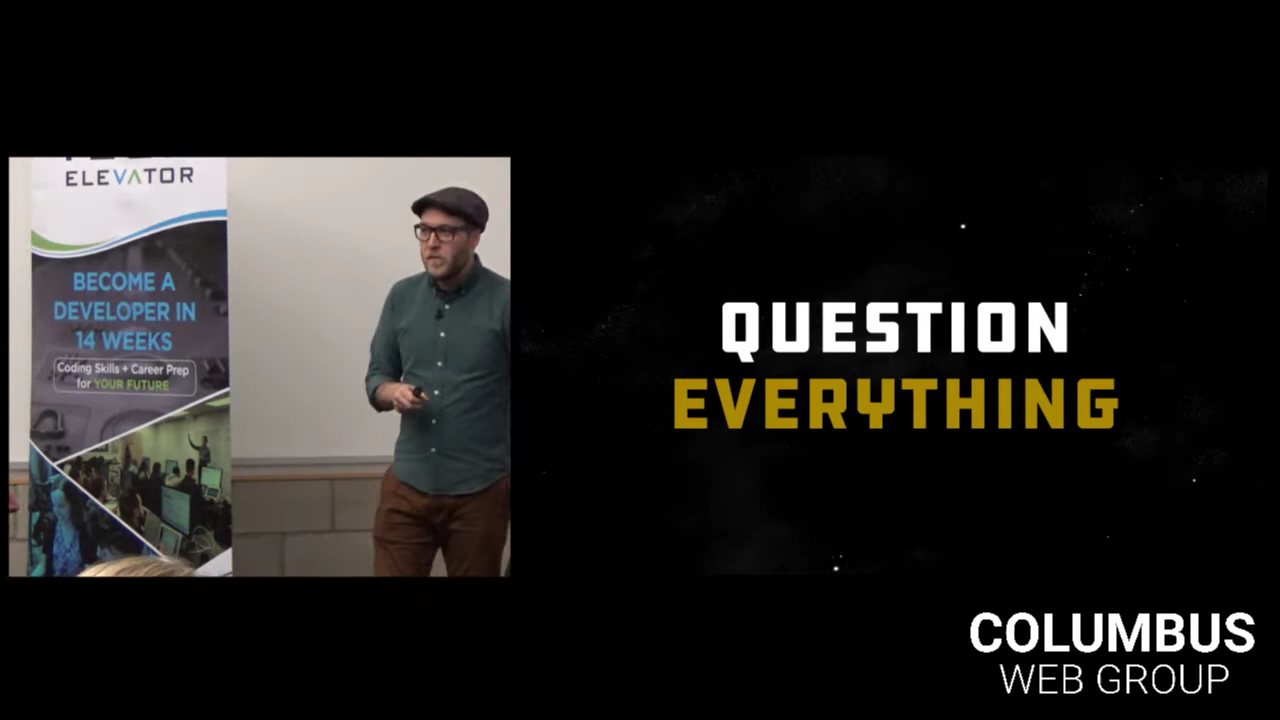 ELEVATOR
BECOME A
DEVELOPER IN
14 WEEKS
Coding Skills + Career Prep
for YOUR FUTURE
QUESTION
EVERYTHING
COLUMBUS
WEB GROUP